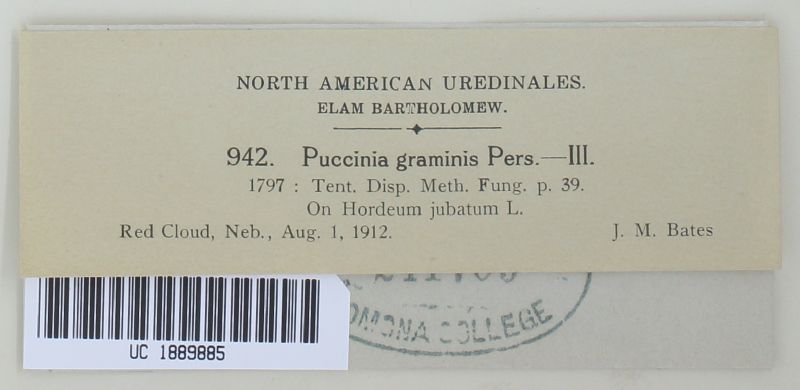 NORTH AMERICAN UREDINALES.
ELAM BARTHOLOMEW.
942. Puccinia graminis Pers.—III.
1797 : Tent. Disp. Meth. Fung. p. 39.
On Hordeum jubatum L.
Red Cloud, Neb., Aug. 1, 1912. J. M. Bates
OMONA COLLEGE
UC 1889885